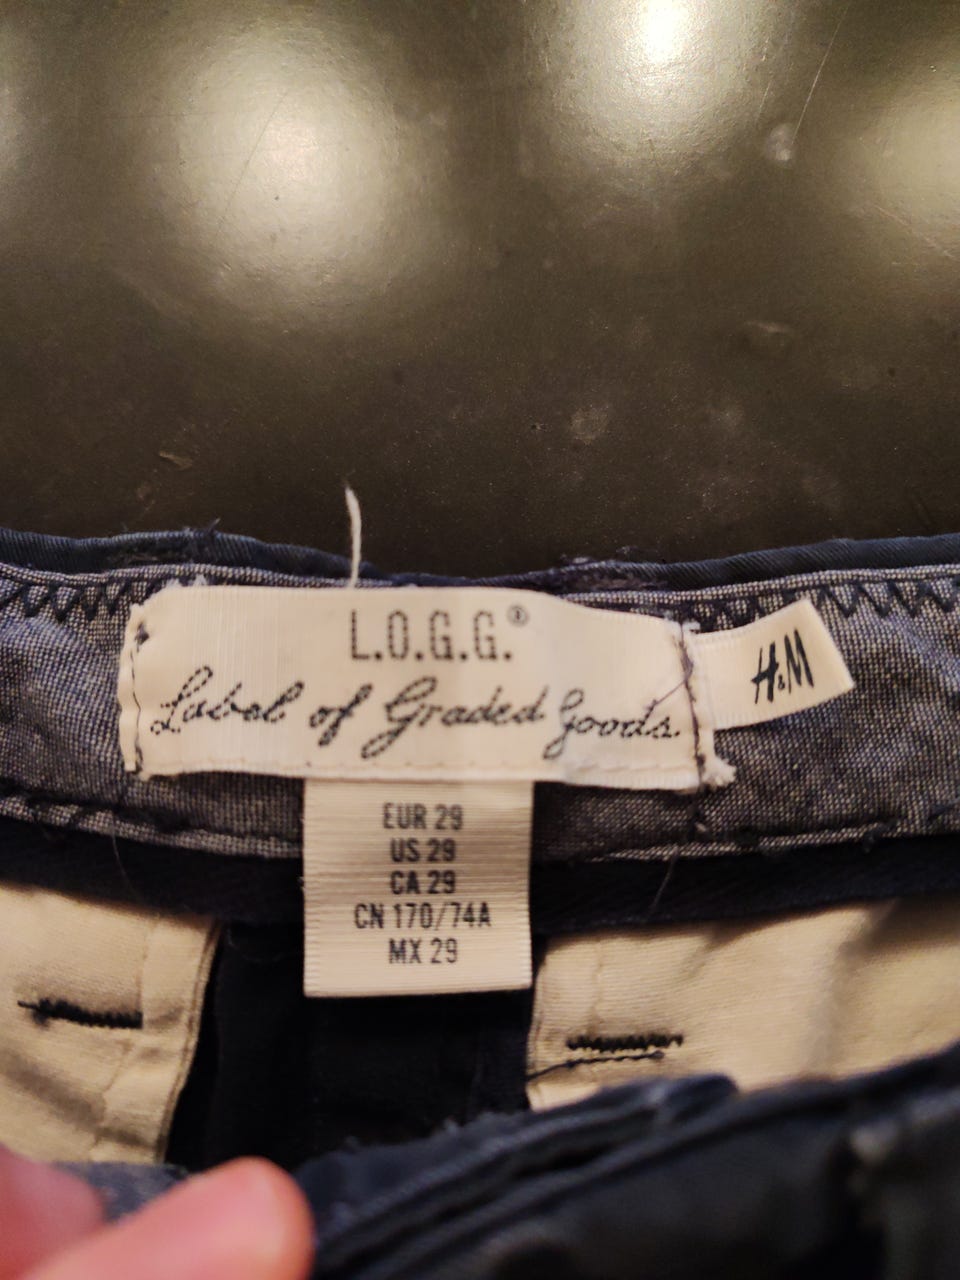 L.O.G.G.®
Label of Graded Goods.
H&M
EUR 29
US 29
CA 29
CN 170/74A
MX 29